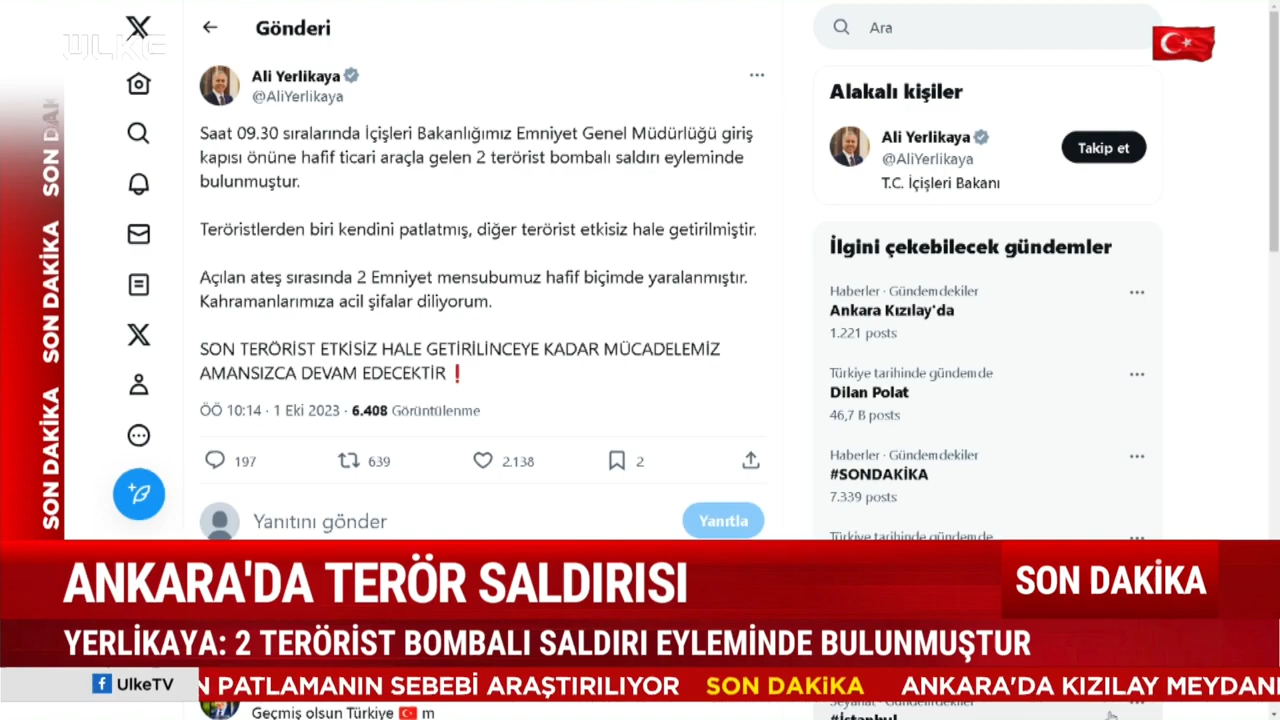 ÜLKE
Gönderi
Ali Yerlikaya
@AliYerlikaya
Saat 09.30 sıralarında İçişleri Bakanlığımız Emniyet Genel Müdürlüğü giriş
kapısı önüne hafif ticari araçla gelen 2 terörist bombalı saldırı eyleminde
bulunmuştur.
Teröristlerden biri kendini patlatmış, diğer terörist etkisiz hale getirilmiştir.
Açılan ateş sırasında 2 Emniyet mensubumuz hafif biçimde yaralanmıştır.
Kahramanlarımıza acil şifalar diliyorum.
SON TERÖRİST ETKİSİZ HALE GETİRİLİNCEYE KADAR MÜCADELEMİZ
AMANSIZCA DEVAM EDECEKTİR❗
ÖÖ 10:14 · 1 Eki 2023 · 6.408 Görüntülenme
197 639 2.138 2
Yanıtını gönder
Yanıtla
Ara
Alakalı kişiler
Ali Yerlikaya
@AliYerlikaya
T.C. İçişleri Bakanı
Takip et
İlgini çekebilecek gündemler
Haberler · Gündemdekiler
Ankara Kızılay'da
1.221 posts
Türkiye tarihinde gündemde
Dilan Polat
46,7 B posts
Haberler · Gündemdekiler
#SONDAKİKA
7.339 posts
Türkiye tarihinde gündemde
SON DAK
SON DAKİKA
SON DAKİKA
ANKARA'DA TERÖR SALDIRISI
SON DAKİKA
YERLİKAYA: 2 TERÖRİST BOMBALI SALDIRI EYLEMİNDE BULUNMUŞTUR
UlkeTV
N PATLAMANIN SEBEBİ ARAŞTIRILIYOR SON DAKİKA ANKARA'DA KIZILAY MEYDANI
Geçmiş olsun Türkiye 🇹🇷 m
Seyahat · Gündemdekiler
#İstanbul